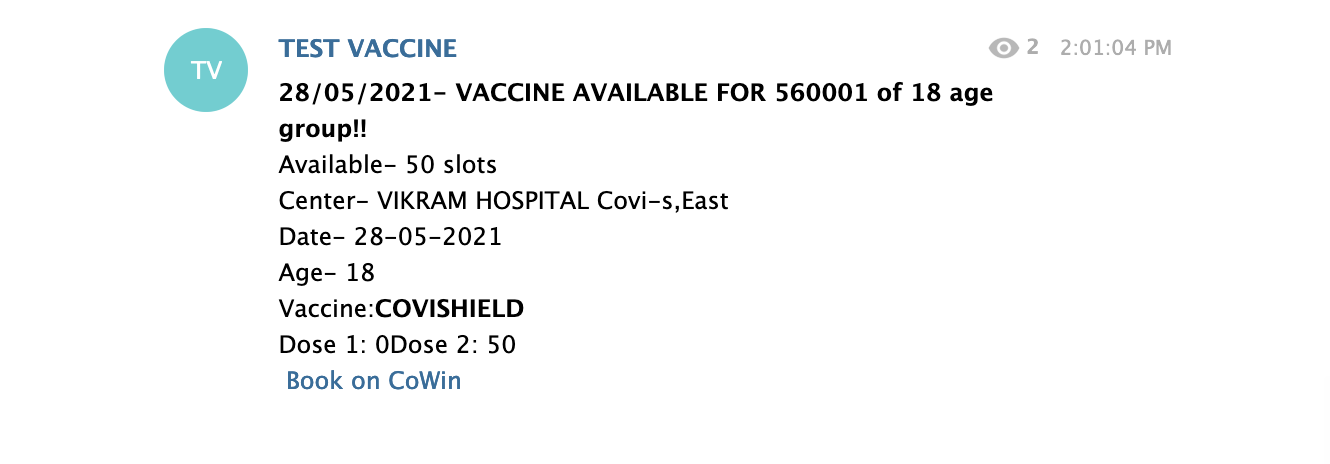 TV
TEST VACCINE
2 2:01:04 PM
28/05/2021- VACCINE AVAILABLE FOR 560001 of 18 age
group!!
Available- 50 slots
Center- VIKRAM HOSPITAL Covi-s,East
Date- 28-05-2021
Age- 18
Vaccine:COVISHIELD
Dose 1: 0Dose 2: 50
Book on CoWin